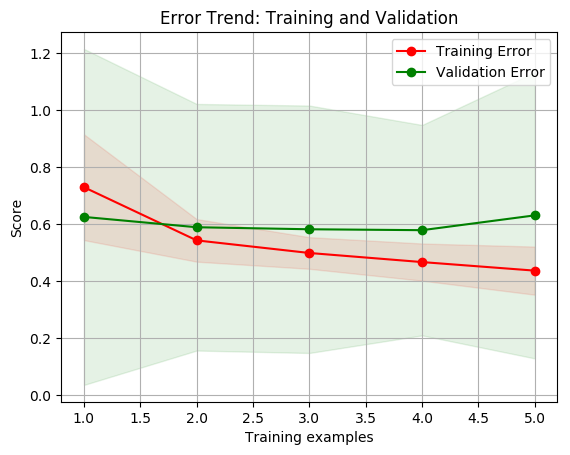 Error Trend: Training and Validation
Training Error
Validation Error
Score
1.2
1.0
0.8
0.6
0.4
0.2
0.0
1.0 1.5 2.0 2.5 3.0 3.5 4.0 4.5 5.0
Training examples